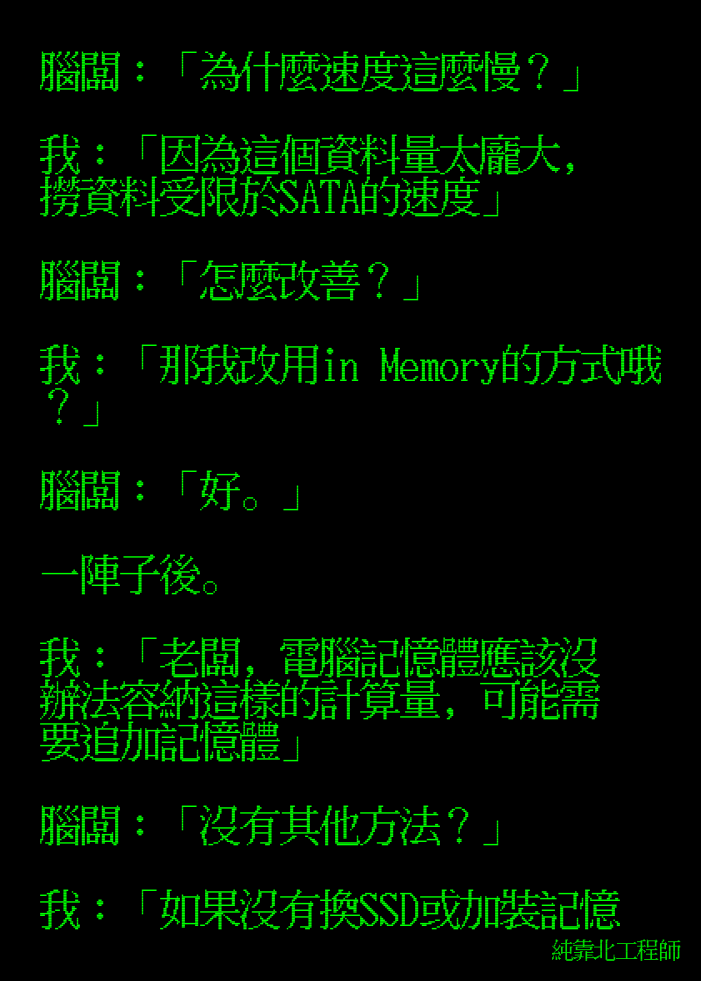 腦闆：「為什麼速度這麼慢？」
我：「因為這個資料量太龐大,
撈資料受限於SATA的速度」
腦闆：「怎麼改善？」
我：「那我改用in Memory的方式哦
？」
腦闆：「好。」
一陣子後。
我：「老闆, 電腦記憶體應該沒
辦法容納這樣的計算量, 可能需
要追加記憶體」
腦闆：「沒有其他方法？」
我：「如果沒有換SSD或加裝記憶
純靠北工程師